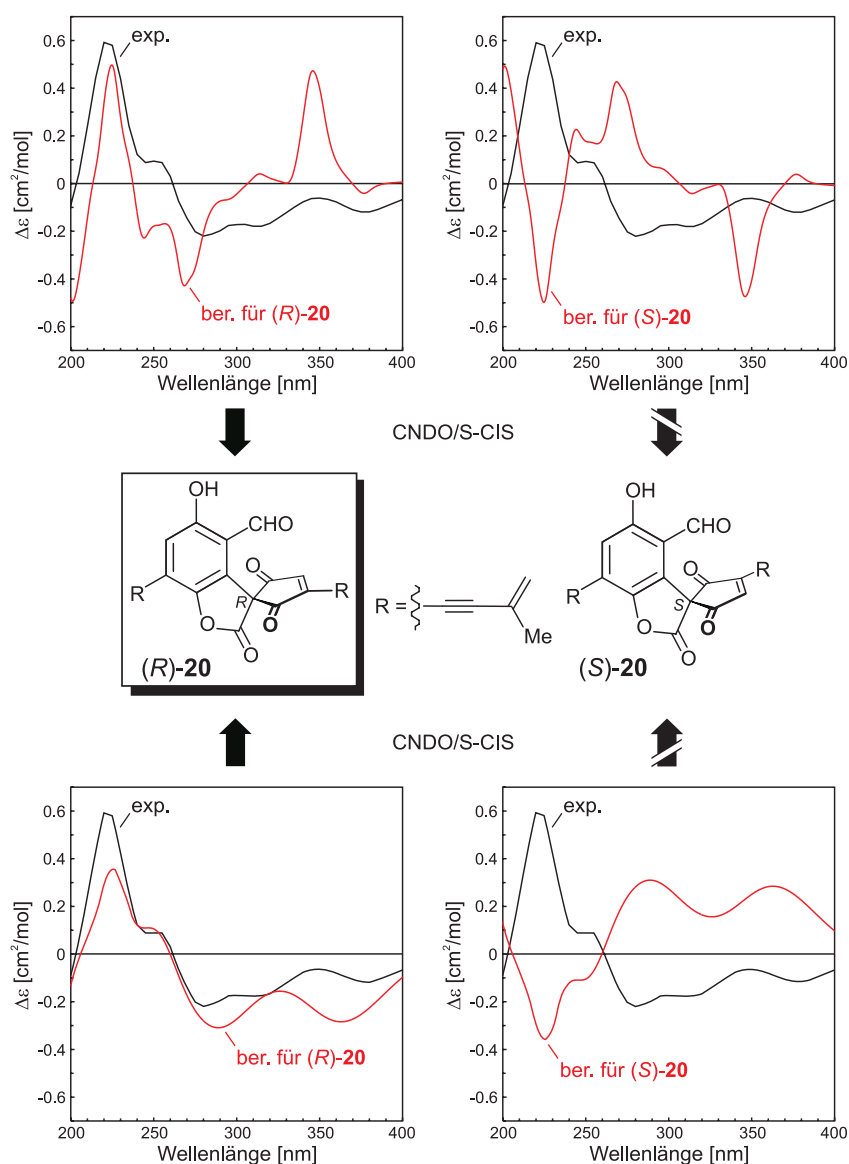 0.6
0.4
0.2
0
-0.2
-0.4
-0.6
Δε [cm²/mol]
exp.
ber. für (R)-20
200 250 300 350 400
Wellenlänge [nm]
0.6
0.4
0.2
0
-0.2
-0.4
-0.6
Δε [cm²/mol]
exp.
ber. für (S)-20
200 250 300 350 400
Wellenlänge [nm]
CNDO/S-CIS
OH
CHO
O
R
R
R
O
O
O
(R)-20
R =
Me
OH
CHO
R
O
R
S
O
O
O
(S)-20
CNDO/S-CIS
0.6
0.4
0.2
0
-0.2
-0.4
-0.6
Δε [cm²/mol]
exp.
ber. für (R)-20
200 250 300 350 400
Wellenlänge [nm]
0.6
0.4
0.2
0
-0.2
-0.4
-0.6
Δε [cm²/mol]
exp.
ber. für (S)-20
200 250 300 350 400
Wellenlänge [nm]